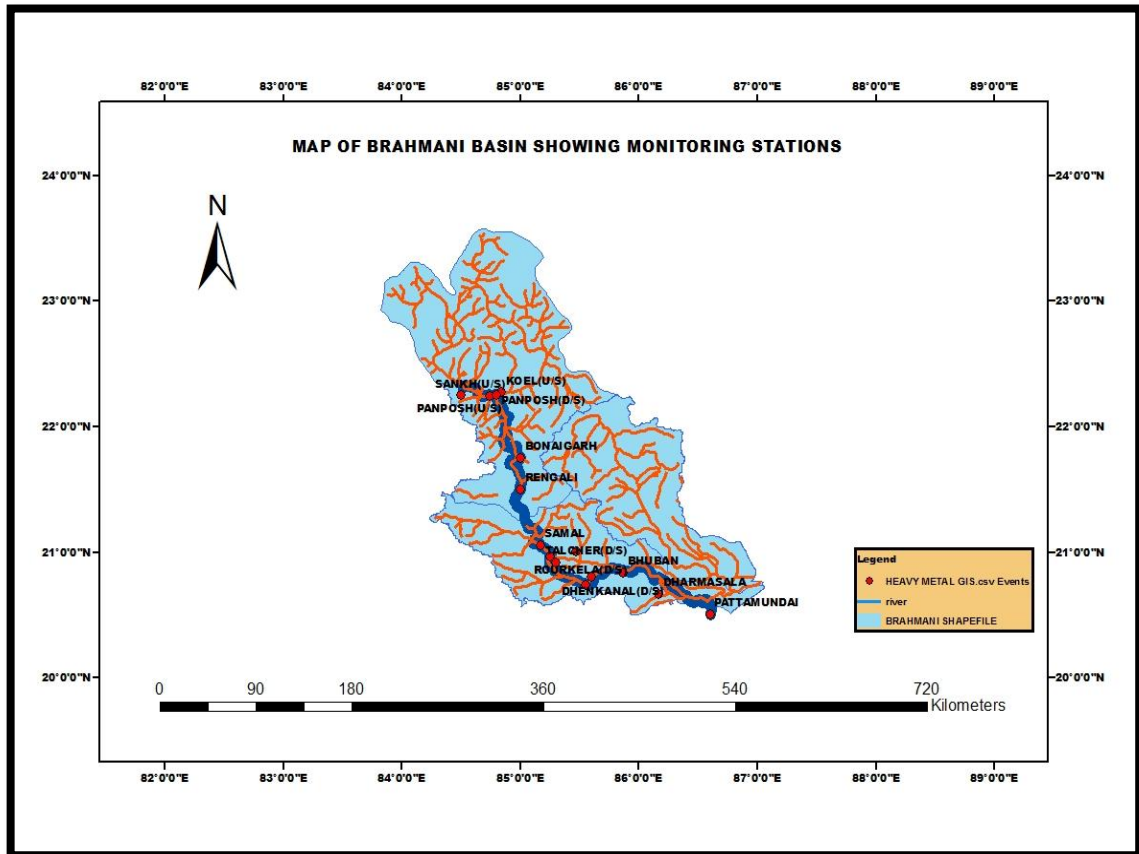 82°0'0"E 83°0'0"E 84°0'0"E 85°0'0"E 86°0'0"E 87°0'0"E 88°0'0"E 89°0'0"E
MAP OF BRAHMANI BASIN SHOWING MONITORING STATIONS
24°0'0"N 24°0'0"N
N
23°0'0"N 23°0'0"N
SANKH(U/S) KOEL(U/S)
PANPOSH(U/S) PANPOSH(D/S)
22°0'0"N 22°0'0"N
BONAIGARH
RENGALI
SAMAL
21°0'0"N TALCHER(D/S) 21°0'0"N
ROURKELA(D/S) BHUBAN
DHENKANAL(D/S) DHARMASALA
PATTAMUNDAI
Legend
HEAVY METAL GIS.csv Events
river
BRAHMANI SHAPEFILE
20°0'0"N 20°0'0"N
0 90 180 360 540 720
Kilometers
82°0'0"E 83°0'0"E 84°0'0"E 85°0'0"E 86°0'0"E 87°0'0"E 88°0'0"E 89°0'0"E